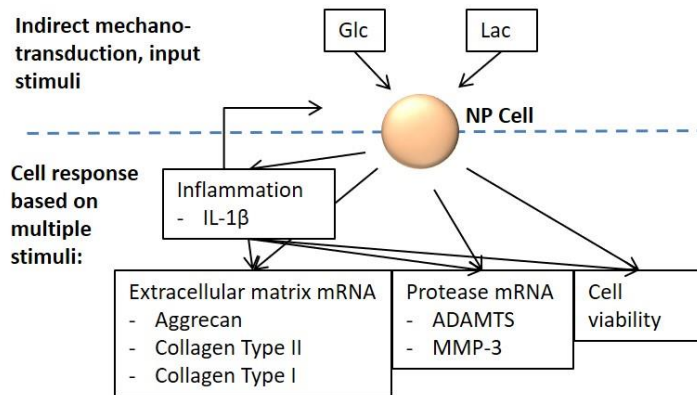 Indirect mechano-
transduction, input
stimuli
Glc
Lac
NP Cell
Cell response
based on
multiple
stimuli:
Inflammation
- IL-1β
Extracellular matrix mRNA
- Aggrecan
- Collagen Type II
- Collagen Type I
Protease mRNA
- ADAMTS
- MMP-3
Cell
viability